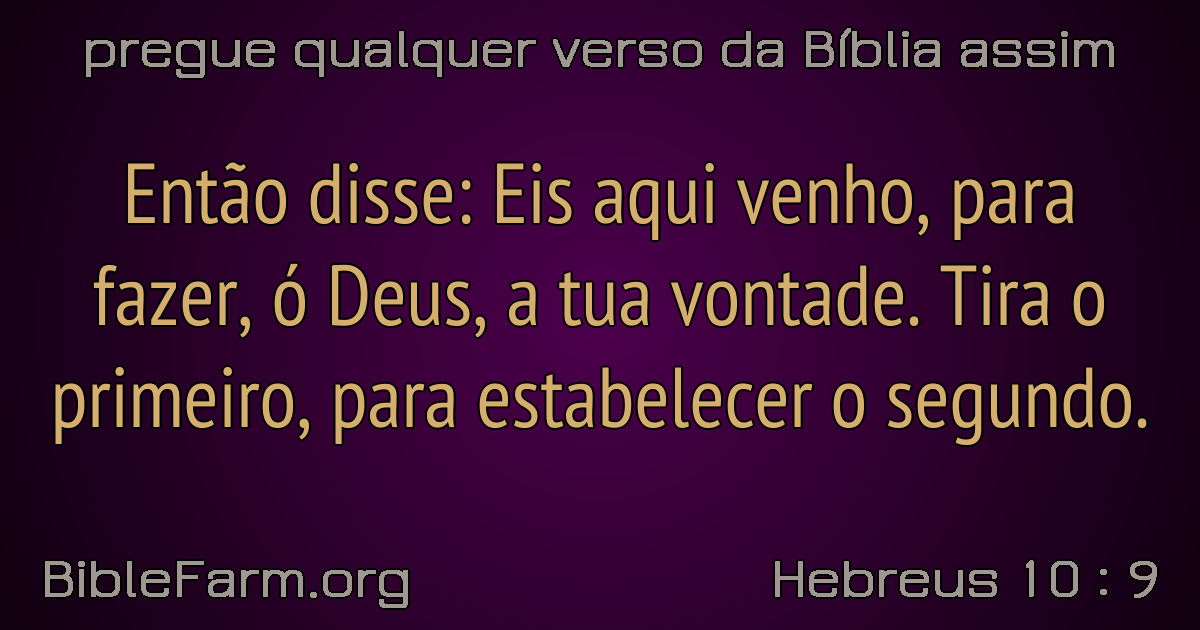 pregue qualquer verso da Bíblia assim
Então disse: Eis aqui venho, para
fazer, ó Deus, a tua vontade. Tira o
primeiro, para estabelecer o segundo.
BibleFarm.org
Hebreus 10 : 9